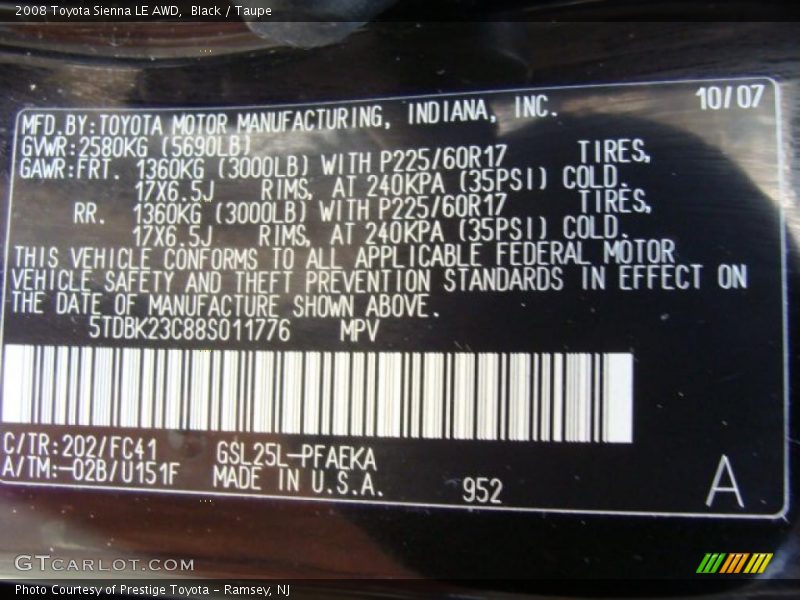 2008 Toyota Sienna LE AWD,  Black / Taupe
10/07
MFD.BY:TOYOTA MOTOR MANUFACTURING, INDIANA, INC.
GVWR:2580KG (5690LB)
GAWR:FRT. 1360KG (3000LB) WITH P225/60R17 TIRES,
17X6.5J RIMS, AT 240KPA (35PSI) COLD.
RR. 1360KG (3000LB) WITH P225/60R17 TIRES,
17X6.5J RIMS, AT 240KPA (35PSI) COLD.
THIS VEHICLE CONFORMS TO ALL APPLICABLE FEDERAL MOTOR
VEHICLE SAFETY AND THEFT PREVENTION STANDARDS IN EFFECT ON
THE DATE OF MANUFACTURE SHOWN ABOVE.
5TDBK23C88S011776 MPV
C/TR:202/FC41 GSL25L-PFAEKA
A/TM:-02B/U151F MADE IN U.S.A. 952 A
GTCARLOT.COM
Photo Courtesy of Prestige Toyota - Ramsey, NJ